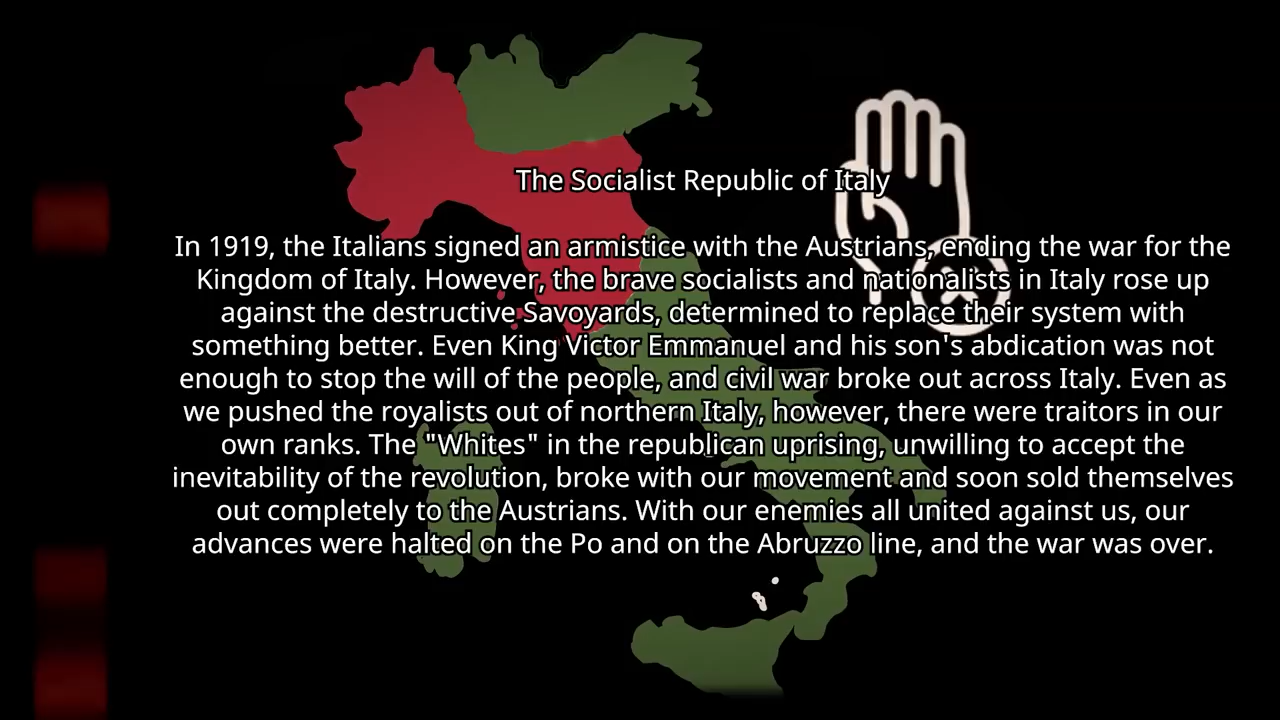 The Socialist Republic of Italy
In 1919, the Italians signed an armistice with the Austrians, ending the war for the
Kingdom of Italy. However, the brave socialists and nationalists in Italy rose up
against the destructive Savoyards, determined to replace their system with
something better. Even King Victor Emmanuel and his son's abdication was not
enough to stop the will of the people, and civil war broke out across Italy. Even as
we pushed the royalists out of northern Italy, however, there were traitors in our
own ranks. The "Whites" in the republican uprising, unwilling to accept the
inevitability of the revolution, broke with our movement and soon sold themselves
out completely to the Austrians. With our enemies all united against us, our
advances were halted on the Po and on the Abruzzo line, and the war was over.